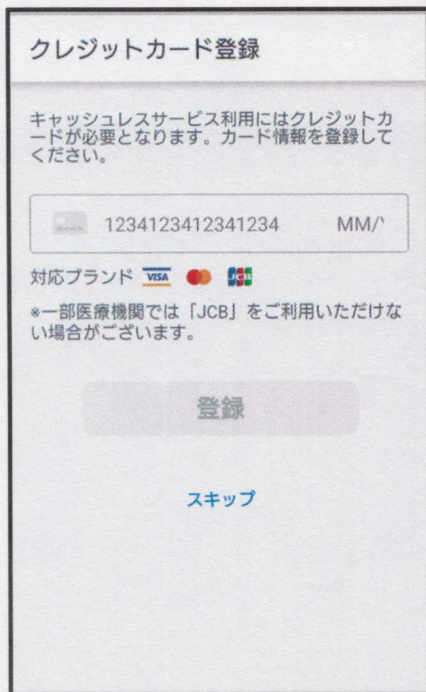 クレジットカード登録
キャッシュレスサービス利用にはクレジットカ
ードが必要となります。カード情報を登録して
ください。
1234123412341234 MM/
対応ブランド VISA JCB
※一部医療機関では「JCB」をご利用いただけな
い場合がございます。
登録
スキップ